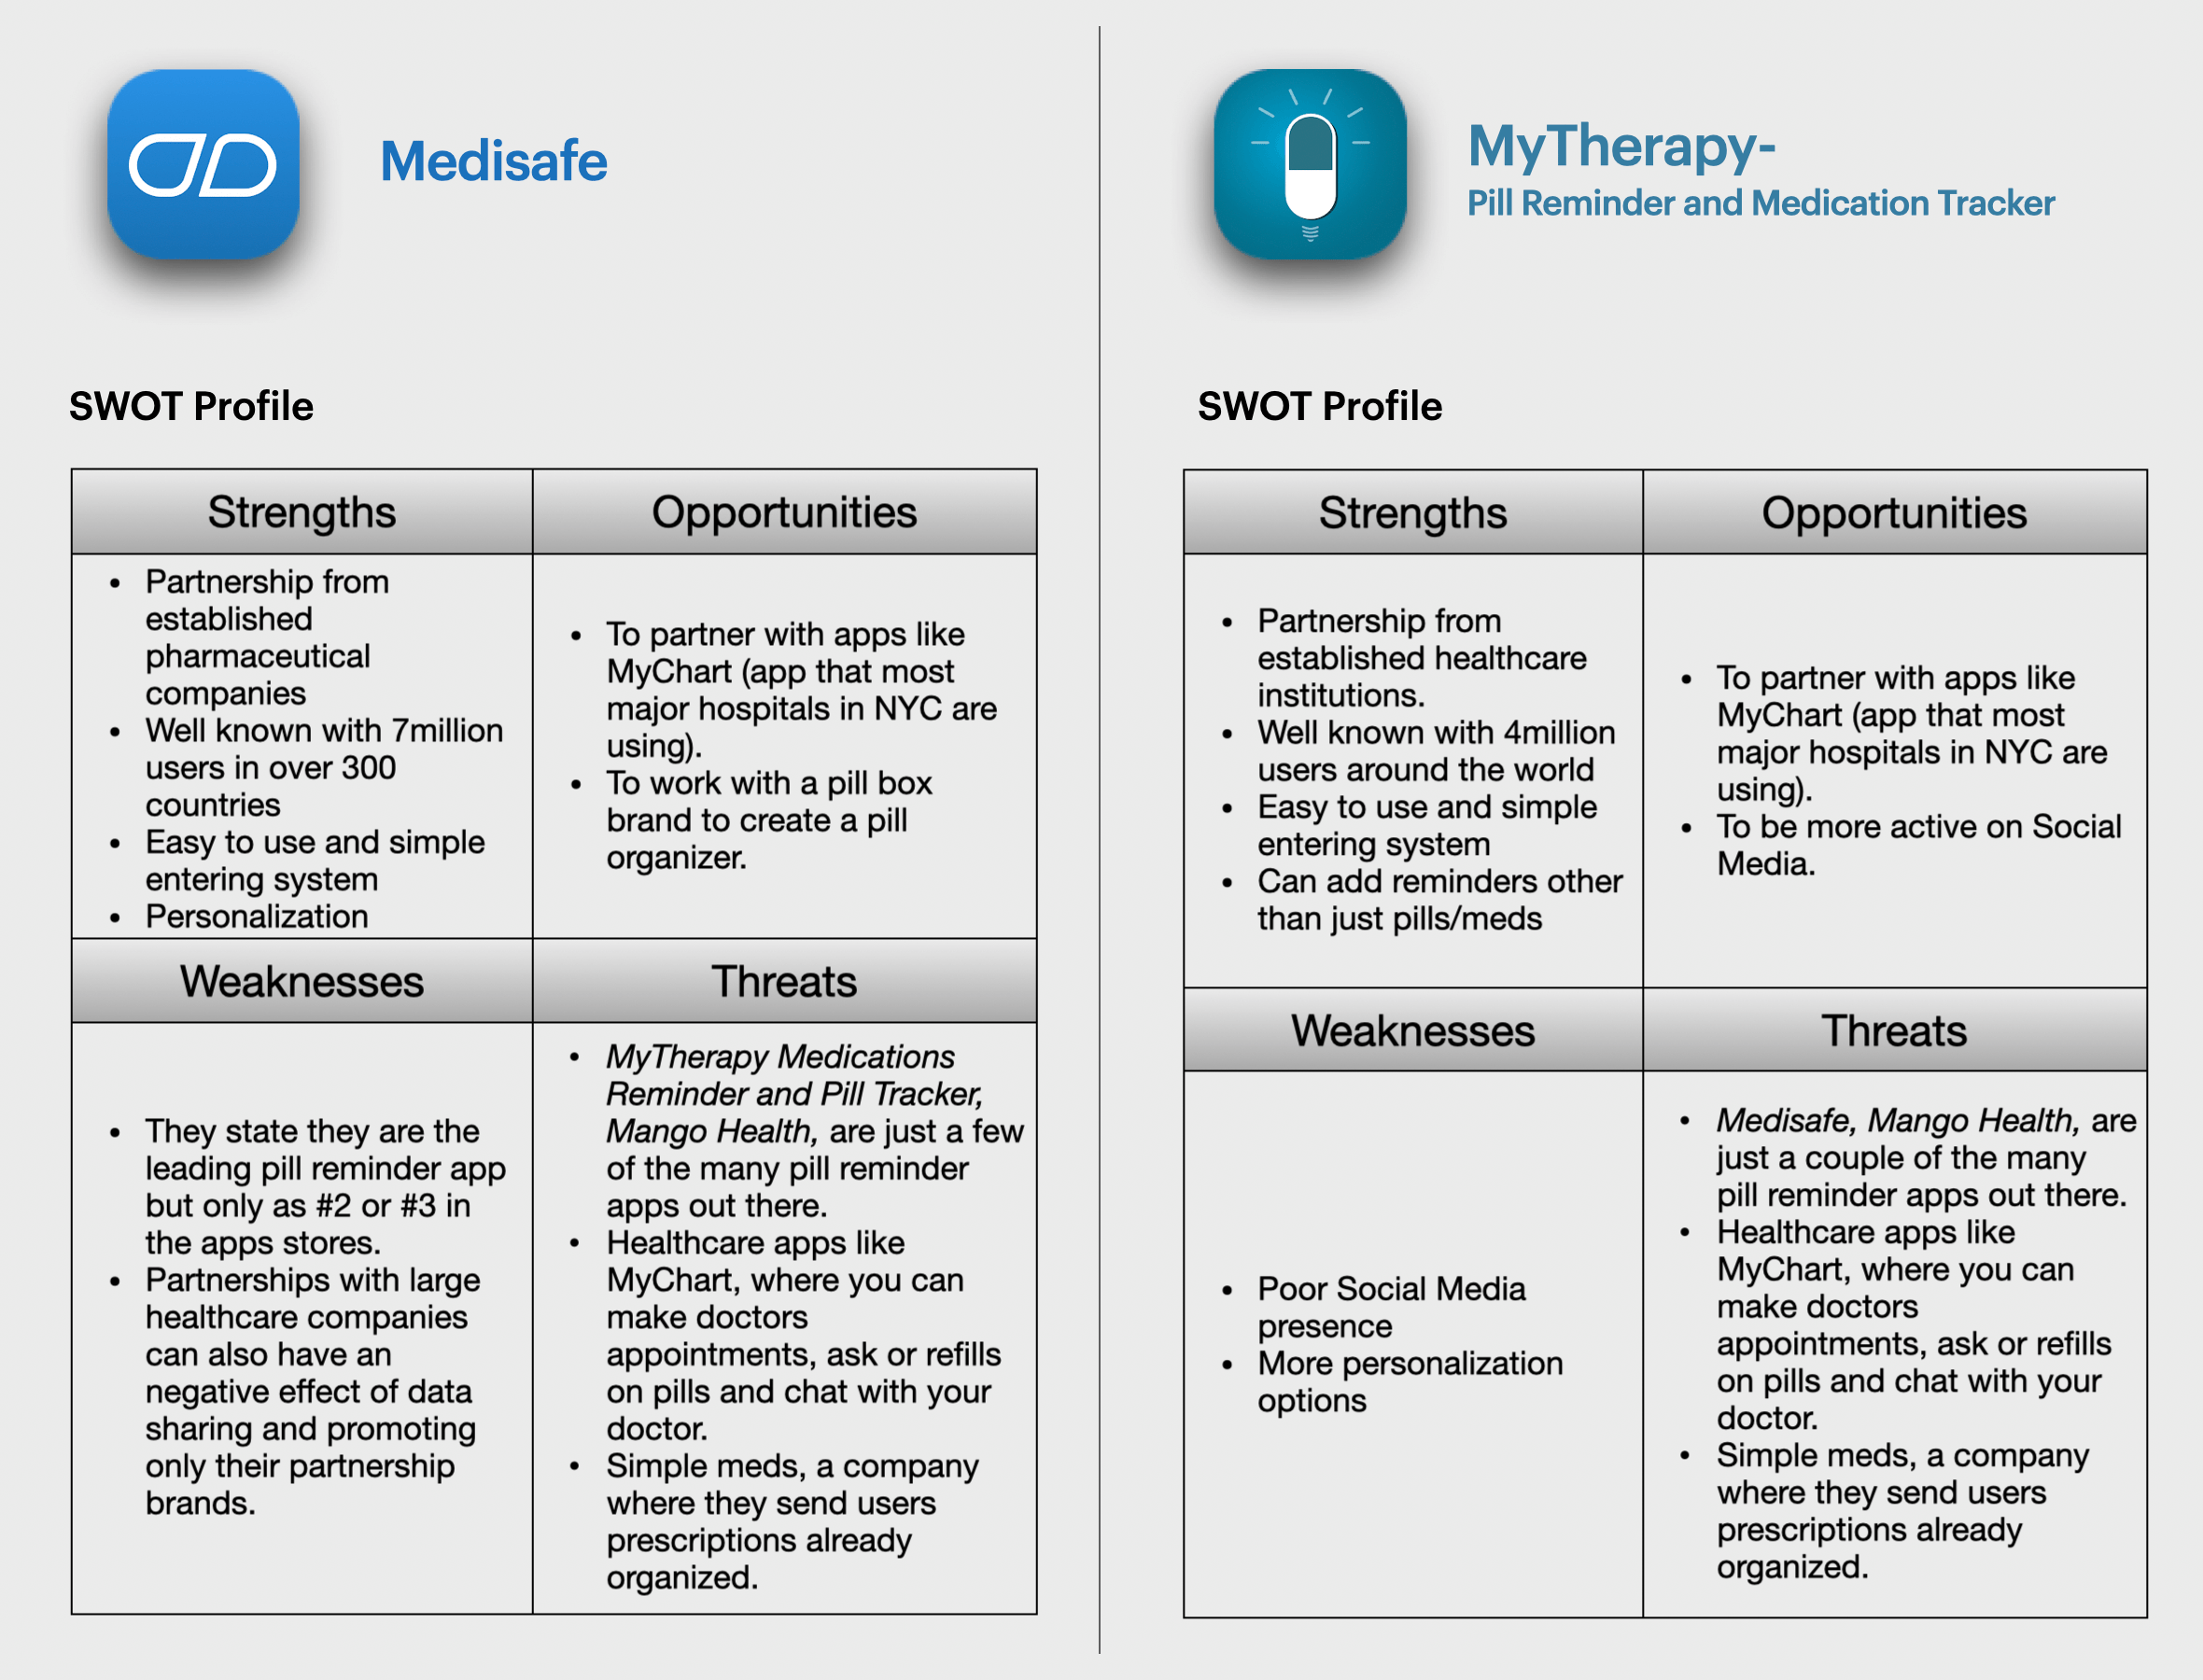 Medisafe
SWOT Profile
Strengths
• Partnership from
established
pharmaceutical
companies
• Well known with 7million
users in over 300
countries
• Easy to use and simple
entering system
• Personalization
Opportunities
• To partner with apps like
MyChart (app that most
major hospitals in NYC are
using).
• To work with a pill box
brand to create a pill
organizer.
Weaknesses
• They state they are the
leading pill reminder app
but only as #2 or #3 in
the apps stores.
• Partnerships with large
healthcare companies
can also have an
negative effect of data
sharing and promoting
only their partnership
brands.
Threats
• MyTherapy Medications
Reminder and Pill Tracker,
Mango Health, are just a few
of the many pill reminder
apps out there.
• Healthcare apps like
MyChart, where you can
make doctors
appointments, ask or refills
on pills and chat with your
doctor.
• Simple meds, a company
where they send users
prescriptions already
organized.
MyTherapy-
Pill Reminder and Medication Tracker
SWOT Profile
Strengths
• Partnership from
established healthcare
institutions.
• Well known with 4million
users around the world
• Easy to use and simple
entering system
• Can add reminders other
than just pills/meds
Opportunities
• To partner with apps like
MyChart (app that most
major hospitals in NYC are
using).
• To be more active on Social
Media.
Weaknesses
• Poor Social Media
presence
• More personalization
options
Threats
• Medisafe, Mango Health, are
just a couple of the many
pill reminder apps out there.
• Healthcare apps like
MyChart, where you can
make doctors
appointments, ask or refills
on pills and chat with your
doctor.
• Simple meds, a company
where they send users
prescriptions already
organized.